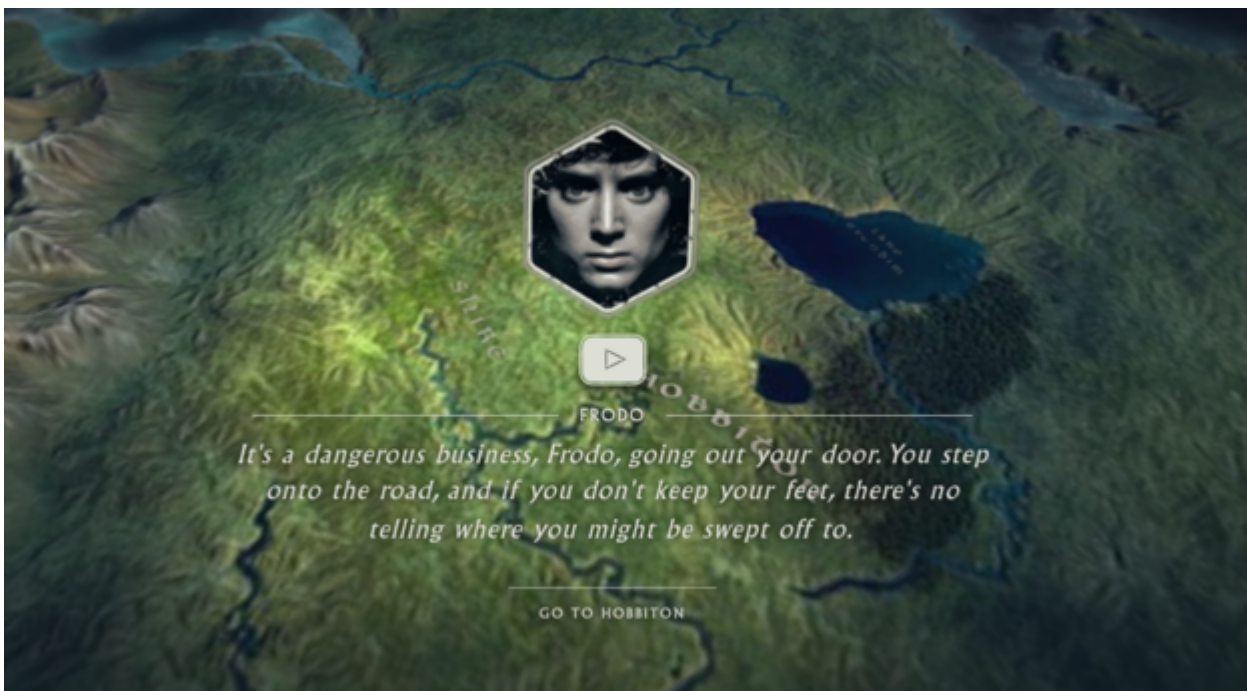 SHIRE
HOBBITON
FRODO
It's a dangerous business, Frodo, going out your door. You step
onto the road, and if you don't keep your feet, there's no
telling where you might be swept off to.
GO TO HOBBITON